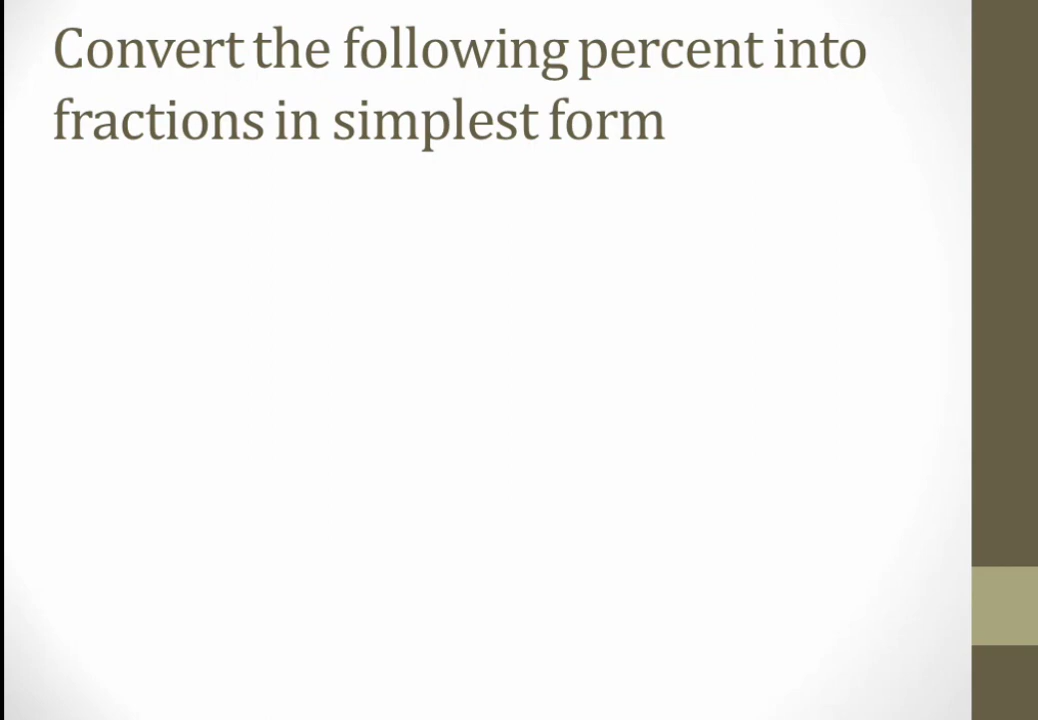 Convert the following percent into
fractions in simplest form